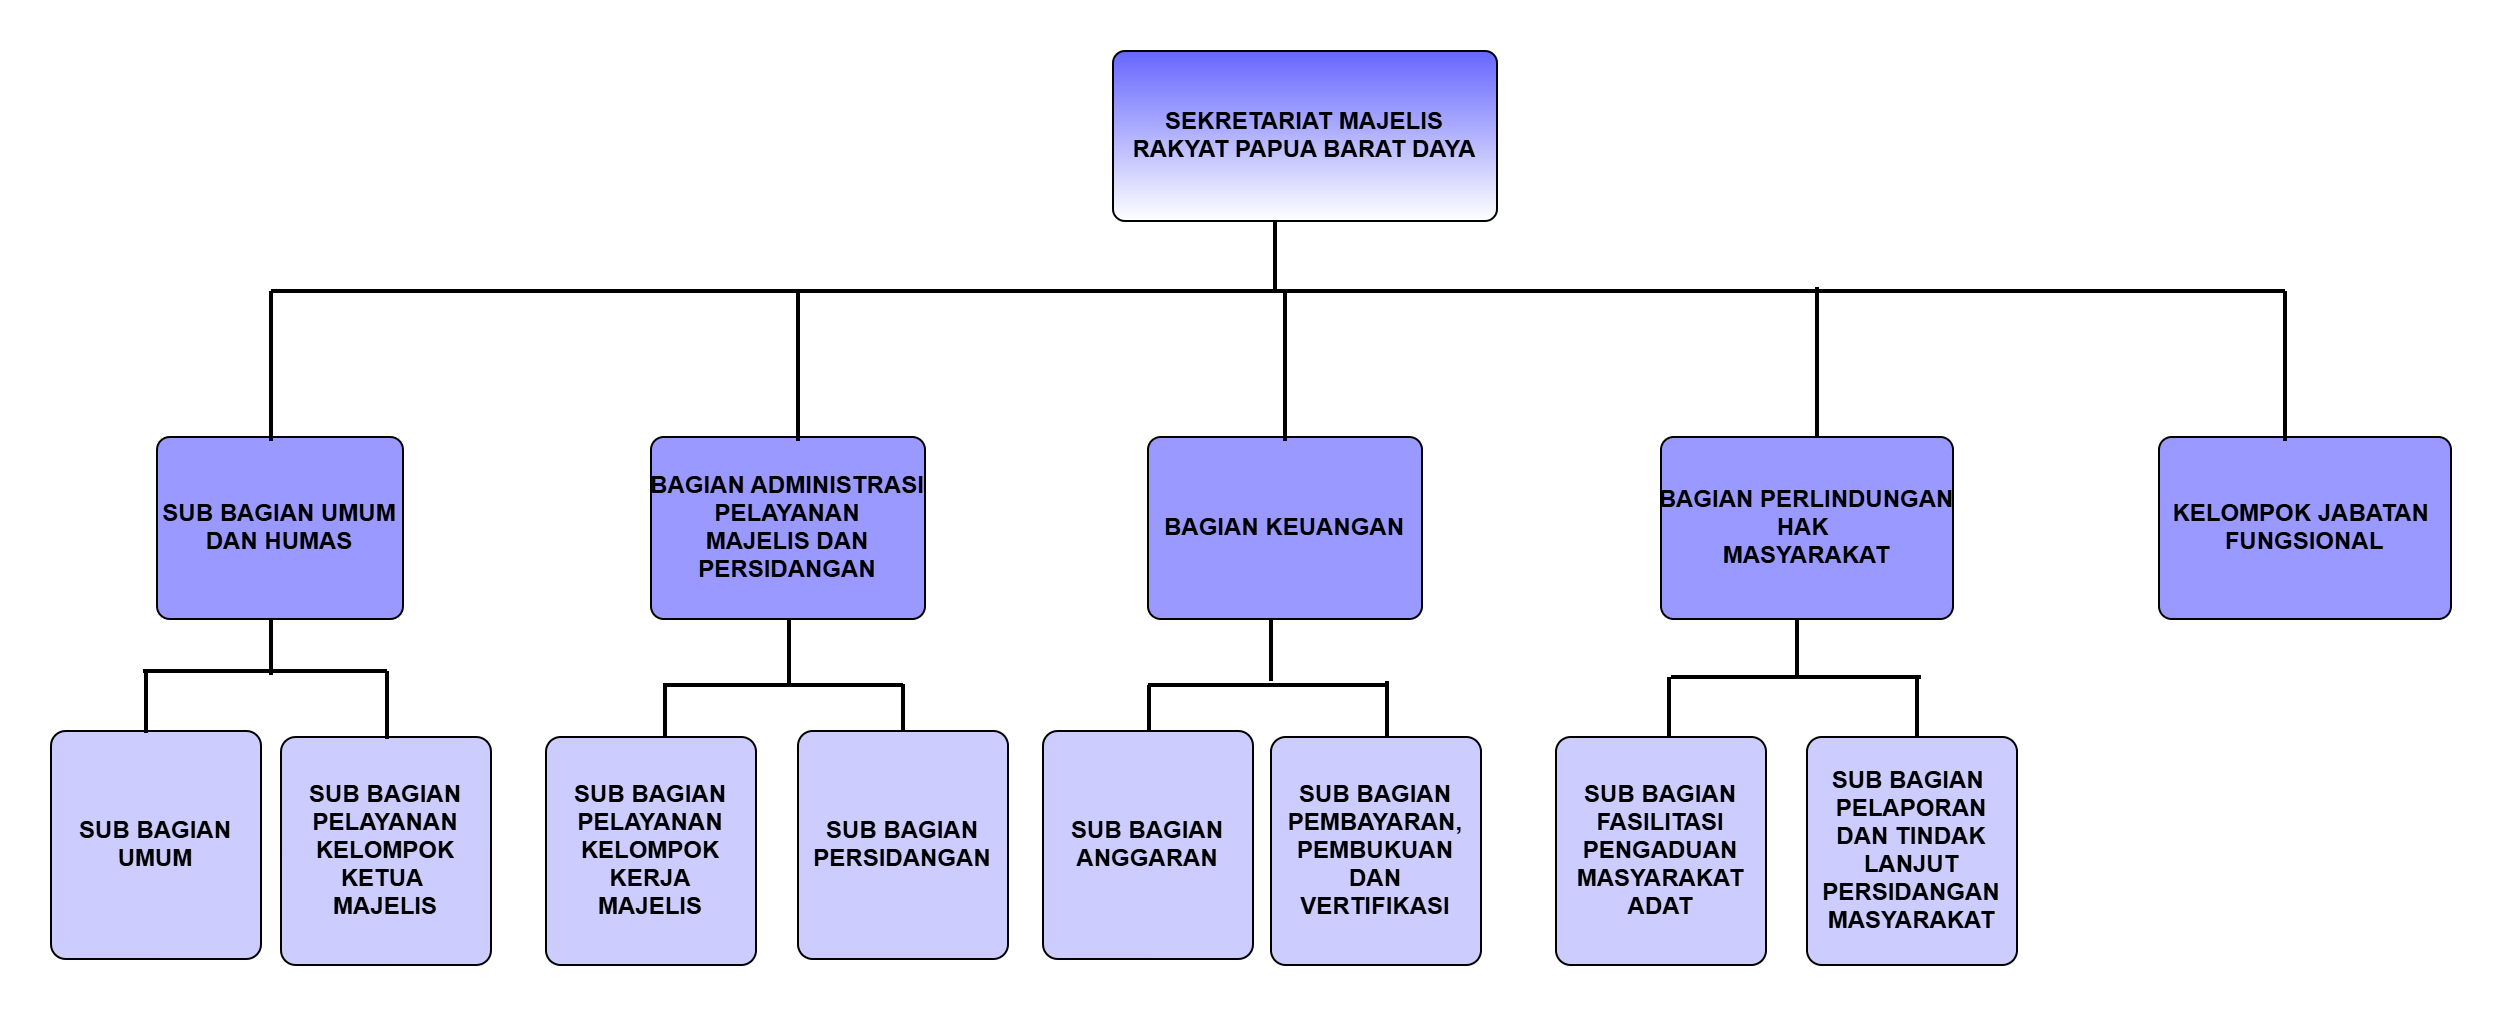 SEKRETARIAT MAJELIS
RAKYAT PAPUA BARAT DAYA
SUB BAGIAN UMUM
DAN HUMAS
BAGIAN ADMINISTRASI
PELAYANAN
MAJELIS DAN
PERSIDANGAN
BAGIAN KEUANGAN
BAGIAN PERLINDUNGAN
HAK
MASYARAKAT
KELOMPOK JABATAN
FUNGSIONAL
SUB BAGIAN
UMUM
SUB BAGIAN
PELAYANAN
KELOMPOK
KETUA
MAJELIS
SUB BAGIAN
PELAYANAN
KELOMPOK
KERJA
MAJELIS
SUB BAGIAN
PERSIDANGAN
SUB BAGIAN
ANGGARAN
SUB BAGIAN
PEMBAYARAN,
PEMBUKUAN
DAN
VERTIFIKASI
SUB BAGIAN
FASILITASI
PENGADUAN
MASYARAKAT
ADAT
SUB BAGIAN
PELAPORAN
DAN TINDAK
LANJUT
PERSIDANGAN
MASYARAKAT